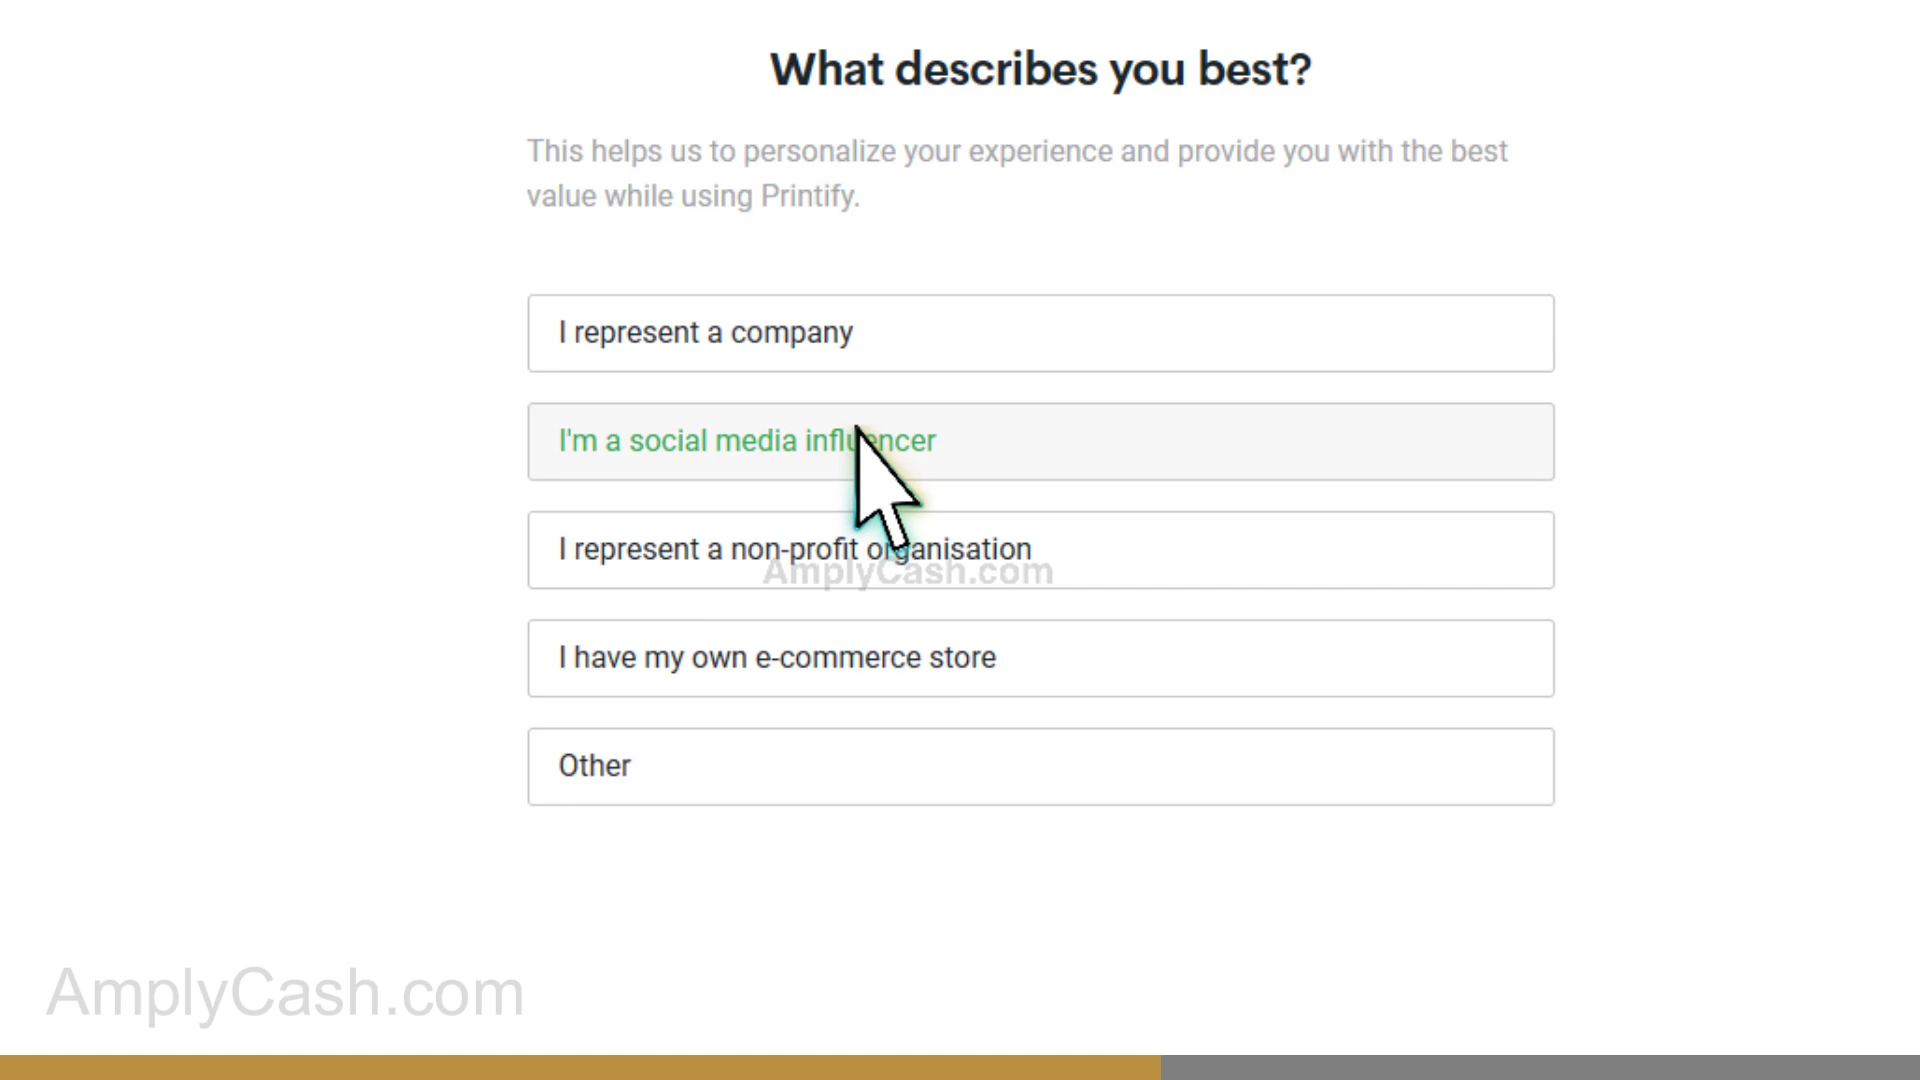 What describes you best?
This helps us to personalize your experience and provide you with the best
value while using Printify.
I represent a company
I'm a social media influencer
I represent a non-profit organisation
AmplyCash.com
I have my own e-commerce store
Other
AmplyCash.com